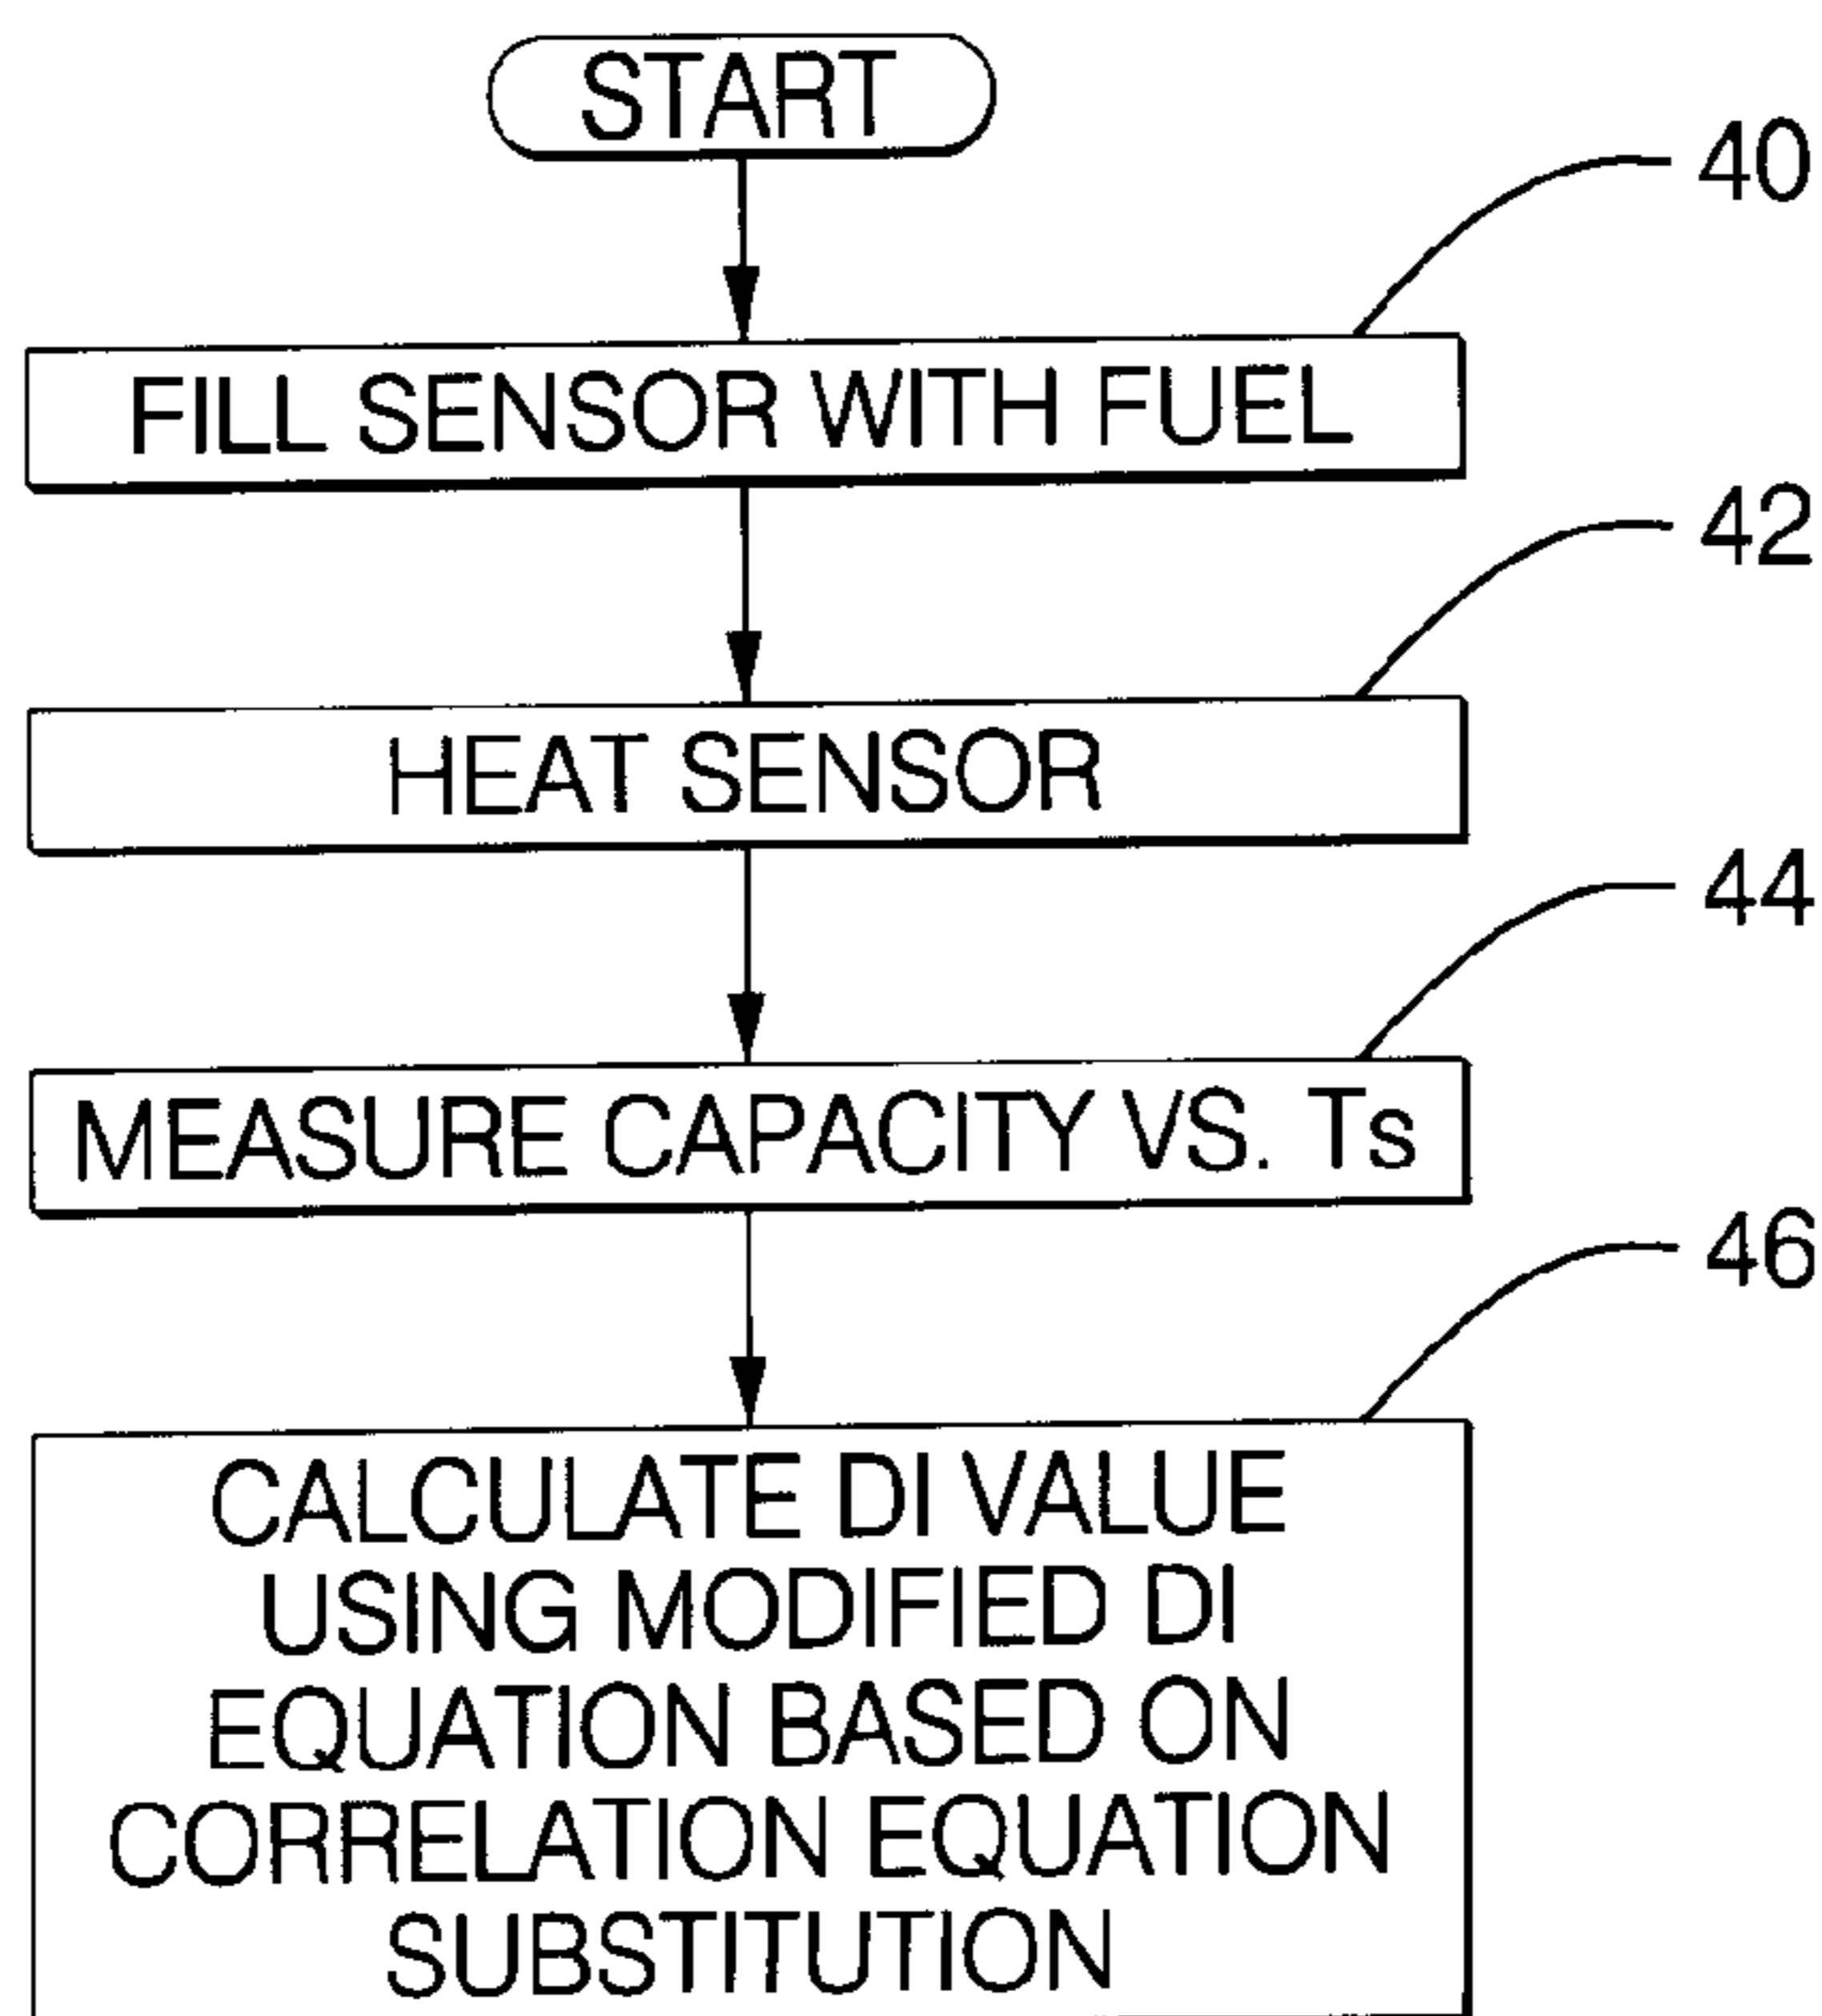 START
40
FILL SENSOR WITH FUEL
42
HEAT SENSOR
44
MEASURE CAPACITY VS. Ts
46
CALCULATE DI VALUE
USING MODIFIED DI
EQUATION BASED ON
CORRELATION EQUATION
SUBSTITUTION